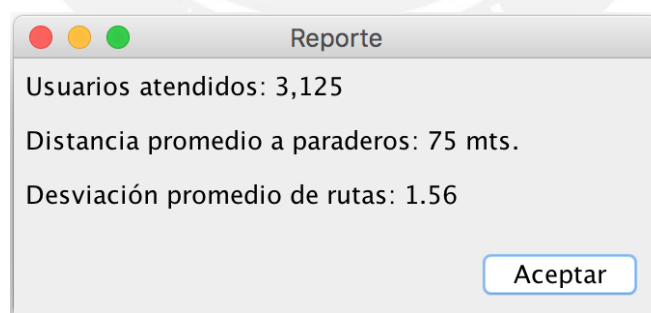 Reporte
Usuarios atendidos: 3,125
Distancia promedio a paraderos: 75 mts.
Desviación promedio de rutas: 1.56
Aceptar